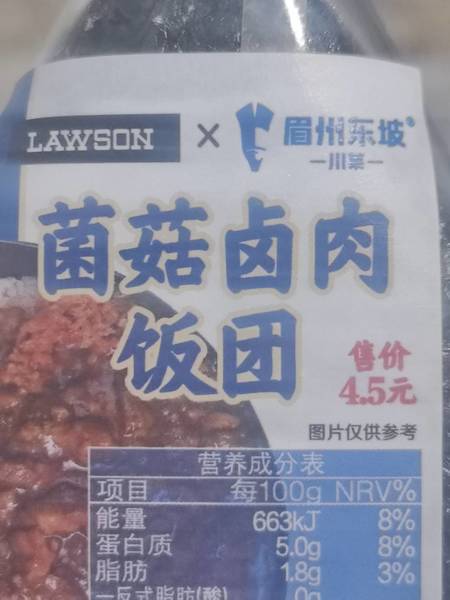 LAWSON × 眉州东坡
一川菜一
菌菇卤肉
饭团
售价
4.5元
图片仅供参考
营养成分表
项目 每100g NRV%
能量 663kJ 8%
蛋白质 5.0g 8%
脂肪 1.8g 3%
一反式脂肪(酸) 0g